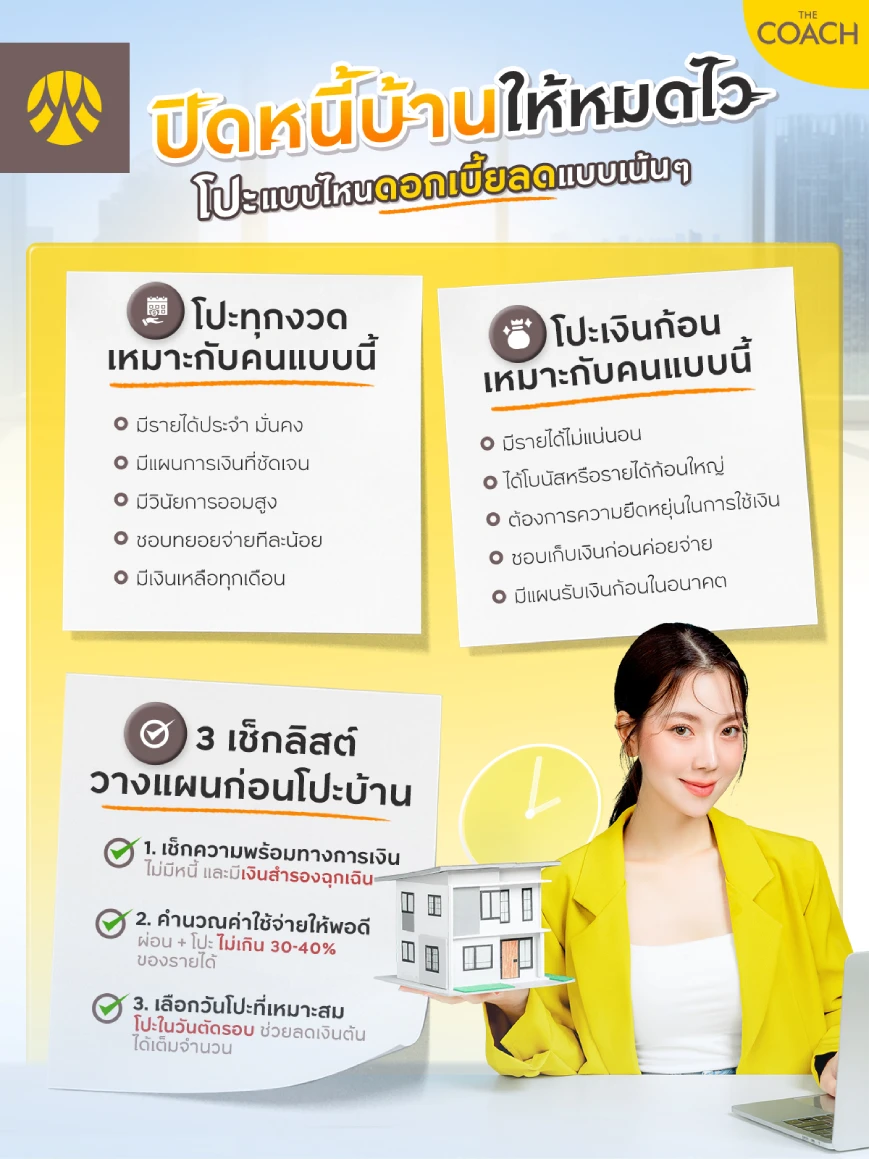 THE
COACH
ปิดหนี้บ้านให้หมดไว
โปะแบบไหนดอกเบี้ยลดแบบเน้นๆ
โปะทุกงวด
เหมาะกับคนแบบนี้
มีรายได้ประจำ มั่นคง
มีแผนการเงินที่ชัดเจน
มีวินัยการออมสูง
ชอบทยอยจ่ายทีละน้อย
มีเงินเหลือทุกเดือน
โปะเงินก้อน
เหมาะกับคนแบบนี้
มีรายได้ไม่แน่นอน
ได้โบนัสหรือรายได้ก้อนใหญ่
ต้องการความยืดหยุ่นในการใช้เงิน
ชอบเก็บเงินก่อนค่อยจ่าย
มีแผนรับเงินก้อนในอนาคต
3 เช็กลิสต์
วางแผนก่อนโปะบ้าน
1. เช็กความพร้อมทางการเงิน
ไม่มีหนี้ และมีเงินสำรองฉุกเฉิน
2. คำนวณค่าใช้จ่ายให้พอดี
ผ่อน + โปะ ไม่เกิน 30-40%
ของรายได้
3. เลือกวันโปะที่เหมาะสม
โปะในวันตัดรอบ ช่วยลดเงินต้น
ได้เต็มจำนวน